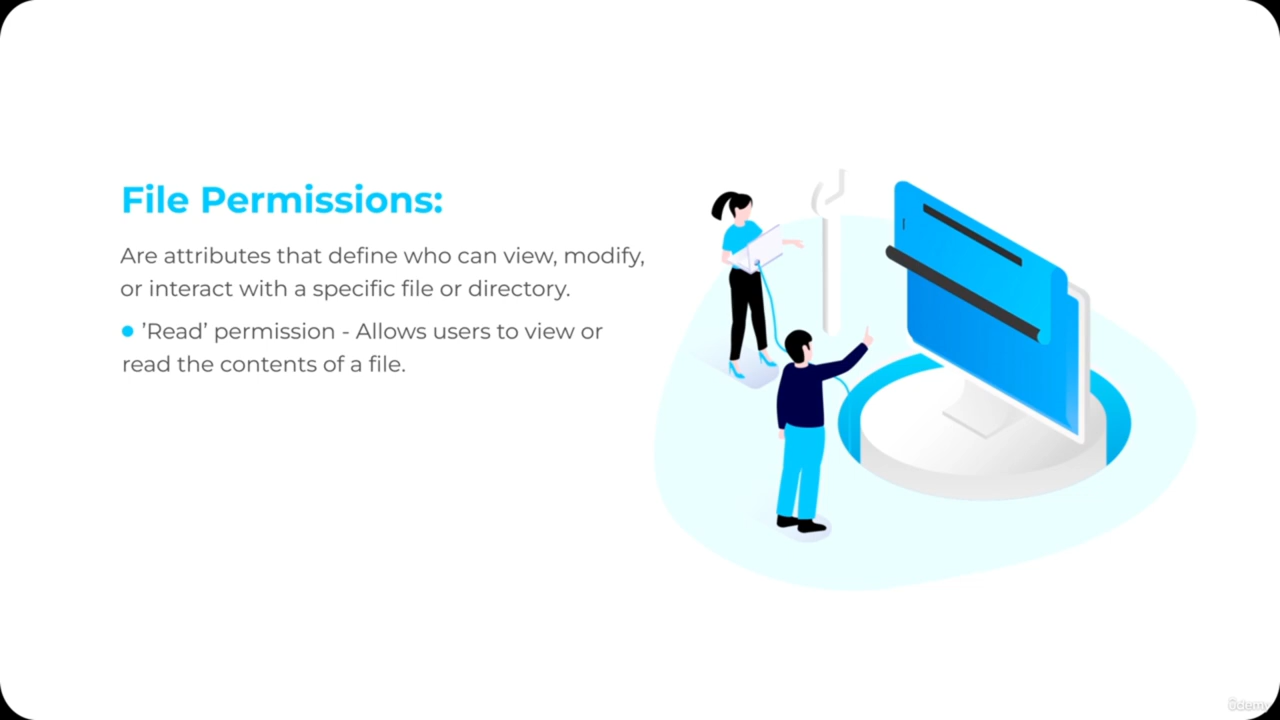 File Permissions:
Are attributes that define who can view, modify,
or interact with a specific file or directory.
’Read’ permission - Allows users to view or
read the contents of a file.
ûdemy